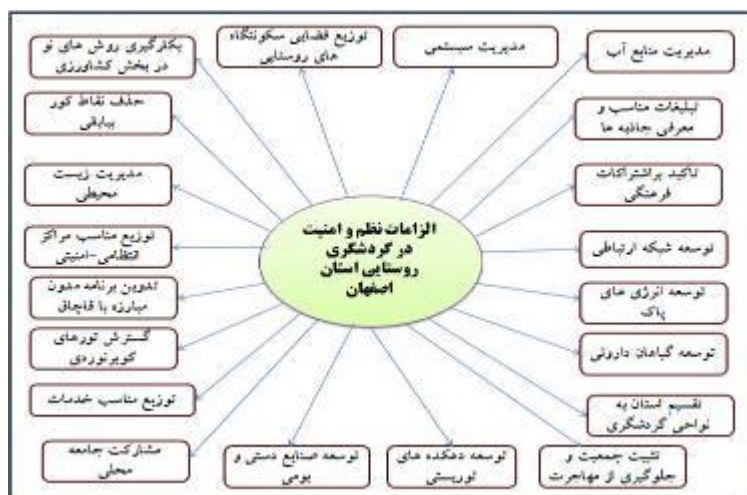 توزیع فضایی سکونتگاه
های روستایی
مدیریت سیستمی
مدیریت منابع آب
بکارگیری روش های نو
در بخش کشاورزی
حذف نقاط کور
بیابانی
تبلیغات مناسب و
معرفی جاذبه ها
مدیریت زیست
محیطی
تاکید براشتراکات
فرهنگی
الزامات نظم و امنیت
در گردشگری
روستایی استان
اصفهان
توزیع مناسب مراکز
انتظامی-امنیتی
توسعه شبکه ارتباطی
تدوین برنامه مدون
مبارزه با قاچاق
توسعه انرژی های
پاک
گسترش تورهای
کویرنوردی
توسعه گیاهان داروئی
توزیع مناسب خدمات
تقسیم استان به
نواحی گردشگری
مشارکت جامعه
محلی
توسعه صنایع دستی و
بومی
توسعه دهکده های
توریستی
تثبیت جمعیت و
جلوگیری از مهاجرت